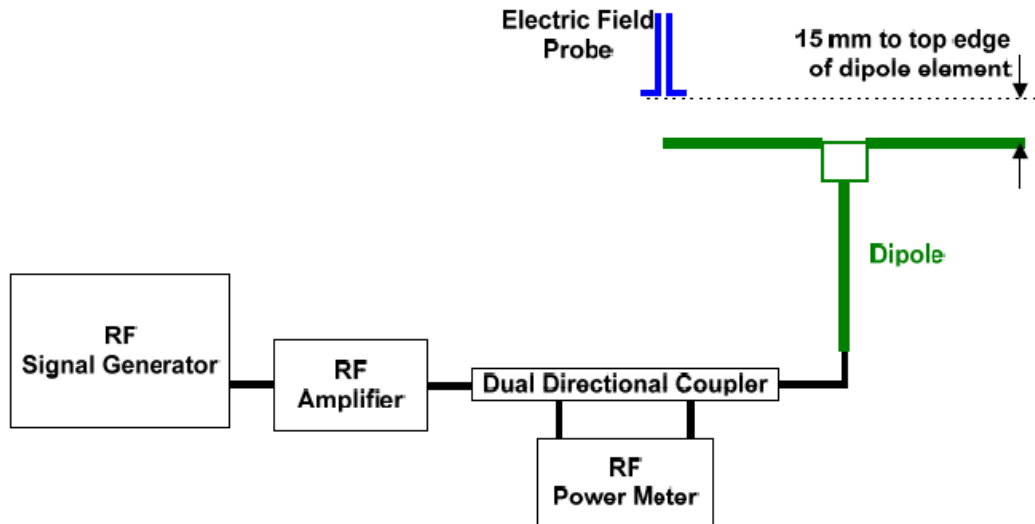 Electric Field
Probe
15 mm to top edge
of dipole element
Dipole
RF
Signal Generator
RF
Amplifier
Dual Directional Coupler
RF
Power Meter